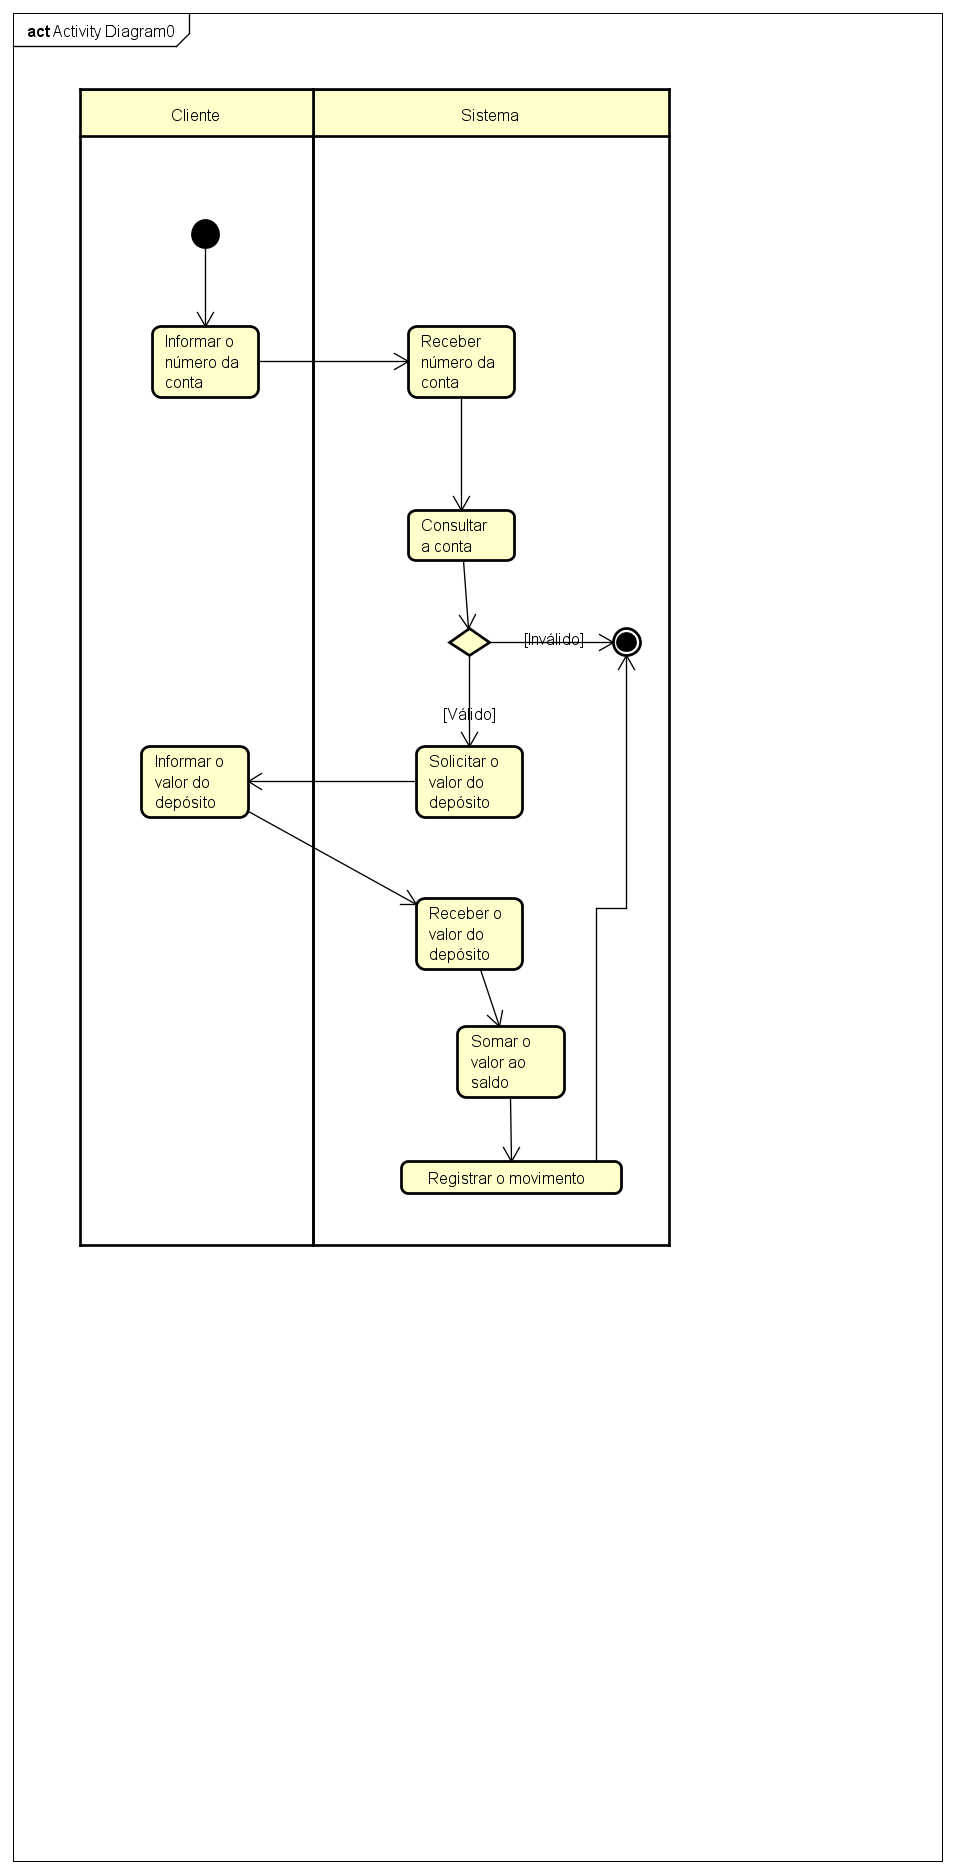 act Activity Diagram0
Cliente
Sistema
Informar o
número da
conta
Receber
número da
conta
Consultar
a conta
[Inválido]
[Válido]
Informar o
valor do
depósito
Solicitar o
valor do
depósito
Receber o
valor do
depósito
Somar o
valor ao
saldo
Registrar o movimento